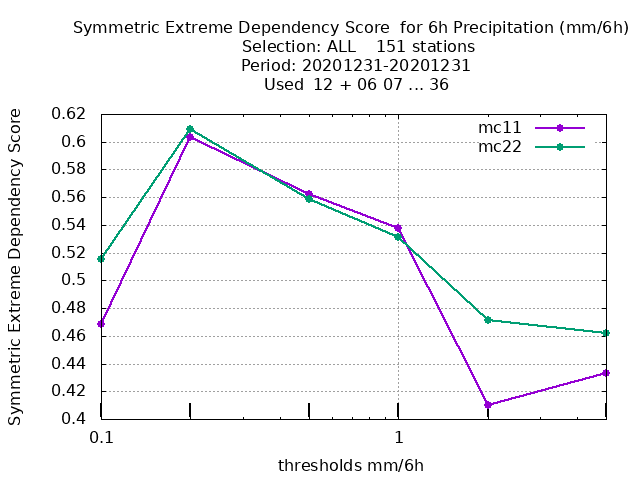 Symmetric Extreme Dependency Score  for 6h Precipitation (mm/6h)
Selection: ALL    151 stations
Period: 20201231-20201231
Used  12 + 06 07 ... 36
mc11
mc22
Symmetric Extreme Dependency Score
0.62
0.6
0.58
0.56
0.54
0.52
0.5
0.48
0.46
0.44
0.42
0.4
0.1
1
thresholds mm/6h